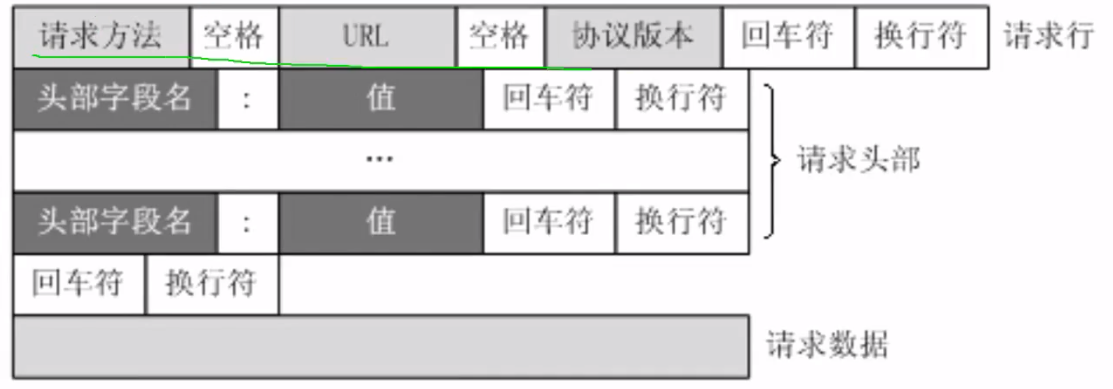 请求方法 空格 URL 空格 协议版本 回车符 换行符 请求行
头部字段名 : 值 回车符 换行符
… 请求头部
头部字段名 : 值 回车符 换行符
回车符 换行符
请求数据